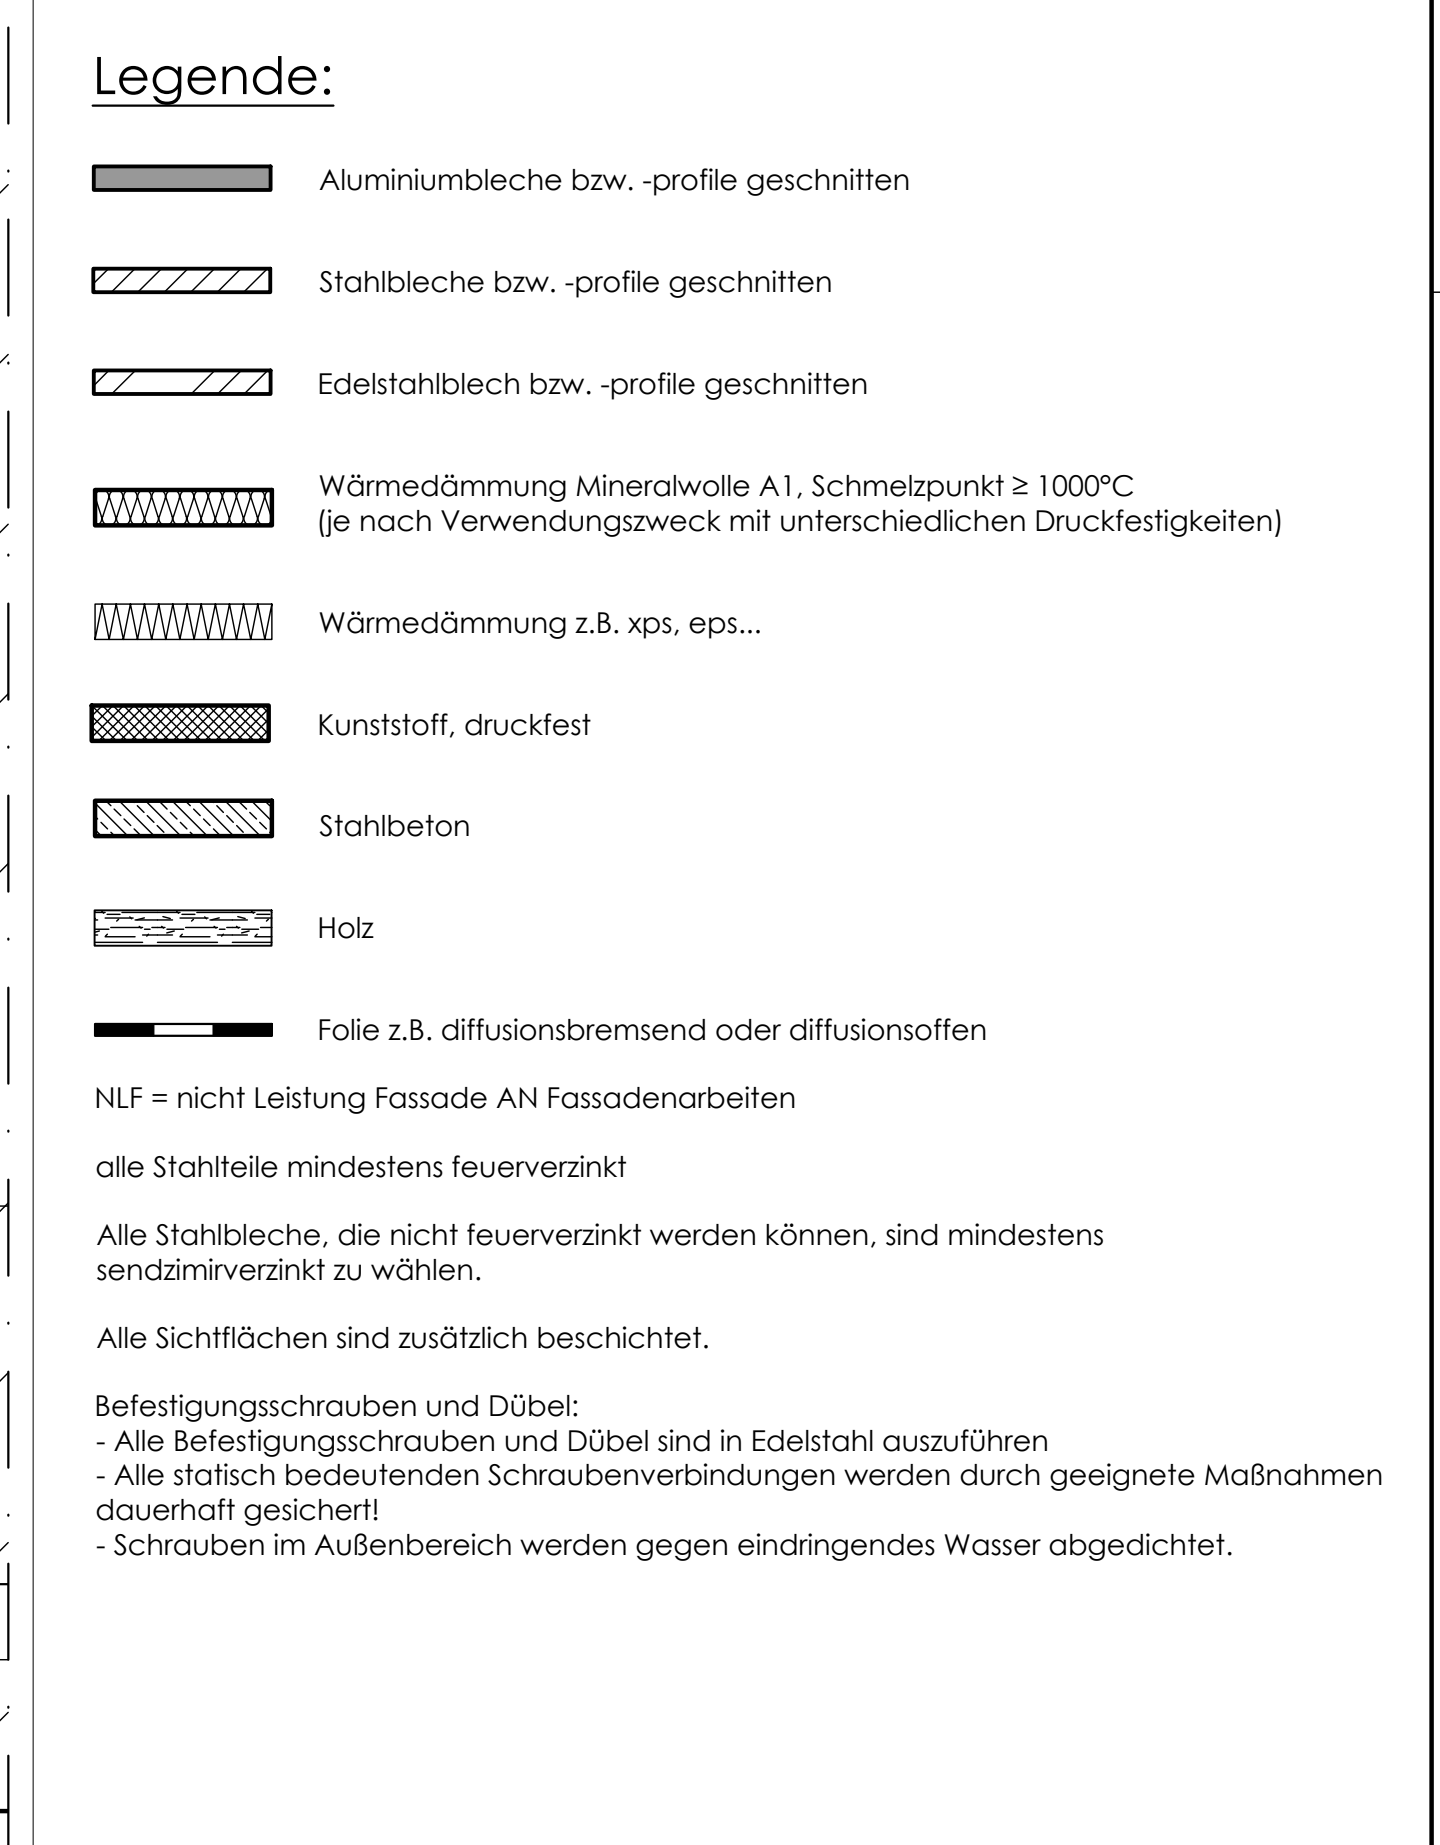 Legende:
Aluminiumbleche bzw. -profile geschnitten
Stahlbleche bzw. -profile geschnitten
Edelstahlblech bzw. -profile geschnitten
Wärmedämmung Mineralwolle A1, Schmelzpunkt ≥ 1000°C
(je nach Verwendungszweck mit unterschiedlichen Druckfestigkeiten)
Wärmedämmung z.B. xps, eps...
Kunststoff, druckfest
Stahlbeton
Holz
Folie z.B. diffusionsbremsend oder diffusionsoffen
NLF = nicht Leistung Fassade AN Fassadenarbeiten
alle Stahlteile mindestens feuerverzinkt
Alle Stahlbleche, die nicht feuerverzinkt werden können, sind mindestens
sendzimirverzinkt zu wählen.
Alle Sichtflächen sind zusätzlich beschichtet.
Befestigungsschrauben und Dübel:
- Alle Befestigungsschrauben und Dübel sind in Edelstahl auszuführen
- Alle statisch bedeutenden Schraubenverbindungen werden durch geeignete Maßnahmen
dauerhaft gesichert!
- Schrauben im Außenbereich werden gegen eindringendes Wasser abgedichtet.